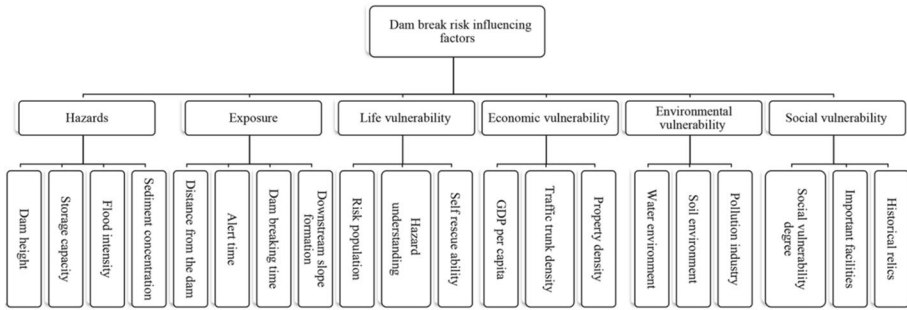 Dam break risk influencing
factors
Hazards
Exposure
Life vulnerability
Economic vulnerability
Environmental
vulnerability
Social vulnerability
Dam height
Storage capacity
Flood intensity
Sediment concentration
Distance from the dam
Alert time
Dam breaking time
Downstream slope
formation
Risk population
Hazard
understanding
Self rescue ability
GDP per capita
Traffic trunk density
Property density
Water environment
Soil environment
Pollution industry
Social vulnerability
degree
Important facilities
Historical relics